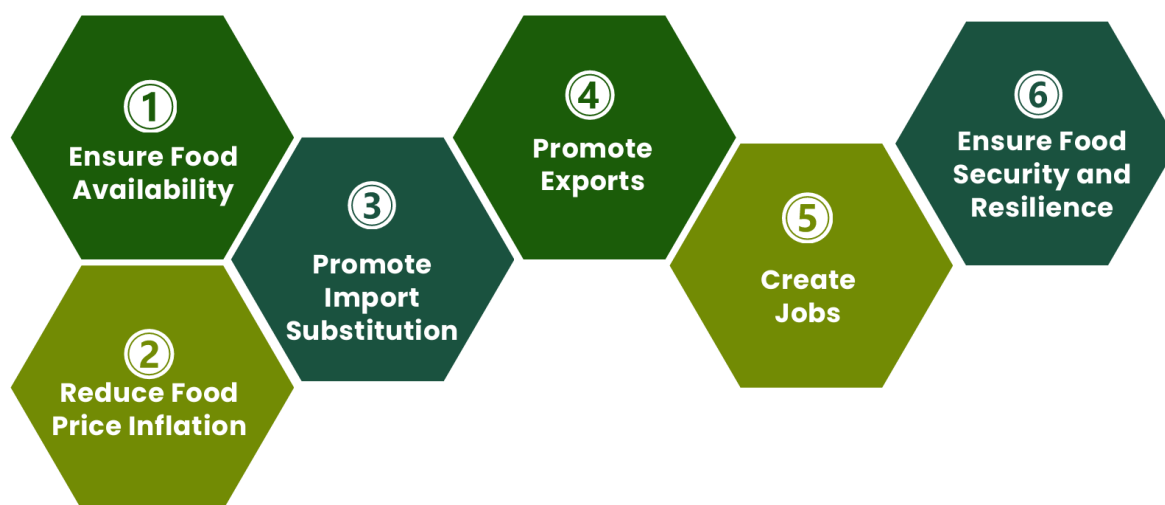 1
Ensure Food
Availability
2
Reduce Food
Price Inflation
3
Promote
Import
Substitution
4
Promote
Exports
5
Create
Jobs
6
Ensure Food
Security and
Resilience